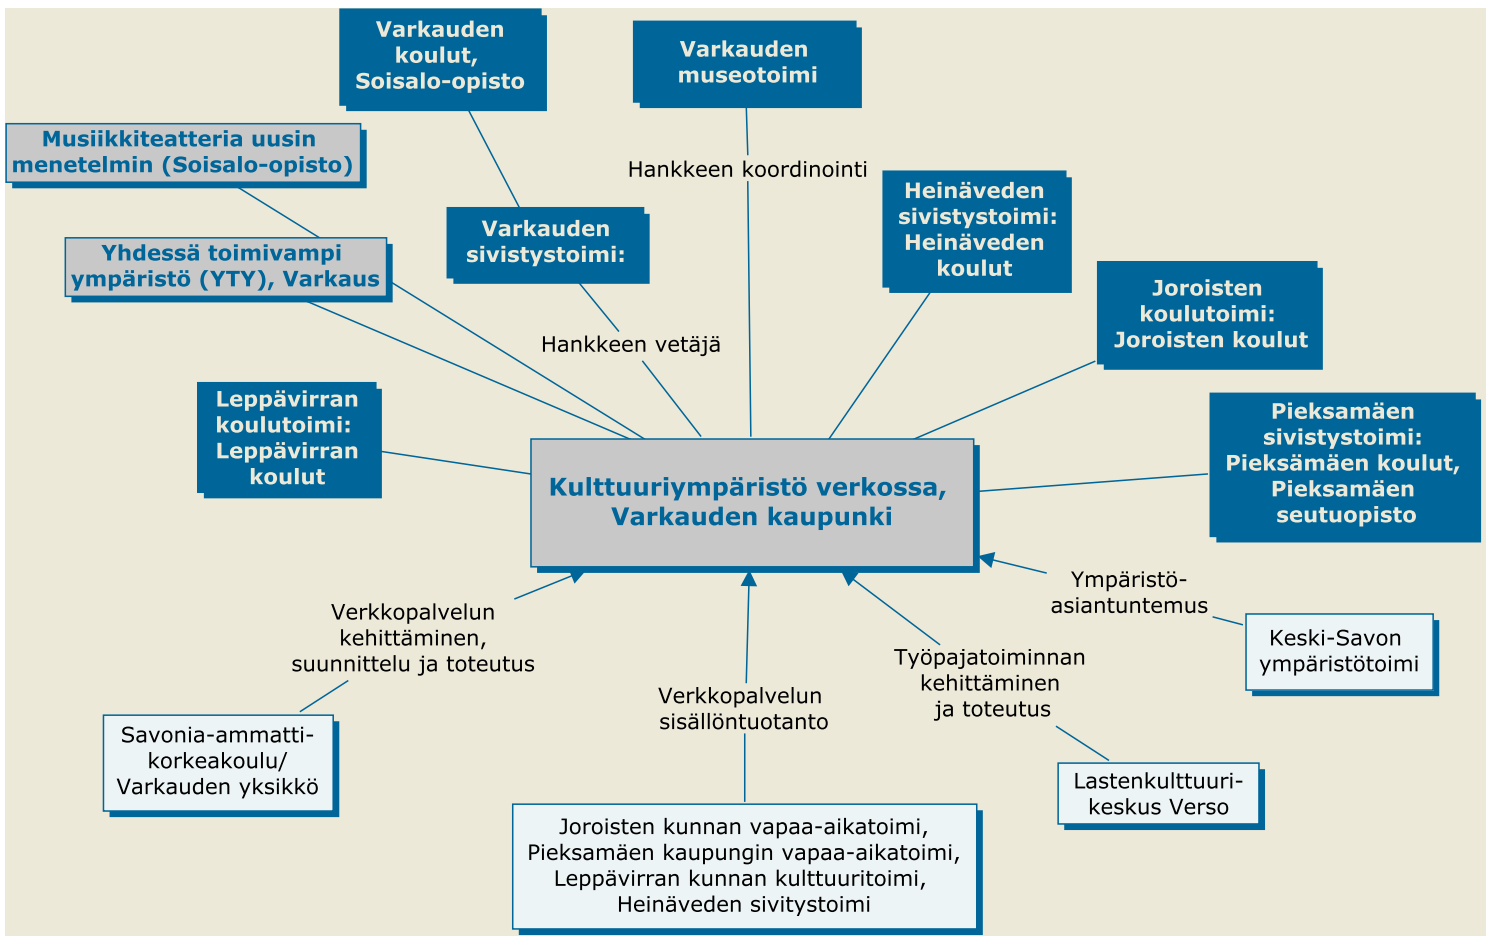 Varkauden
koulut,
Soisalo-opisto
Varkauden
museotoimi
Musiikkiteatteria uusin
menetelmin (Soisalo-opisto)
Hankkeen koordinointi
Heinäveden
sivistystoimi:
Heinäveden
koulut
Varkauden
sivistystoimi:
Yhdessä toimivampi
ympäristö (YTY), Varkaus
Joroisten
koulutoimi:
Joroisten koulut
Hankkeen vetäjä
Leppävirran
koulutoimi:
Leppävirran
koulut
Pieksamäen
sivistystoimi:
Pieksämäen koulut,
Pieksamäen
seutuopisto
Kulttuuriympäristö verkossa,
Varkauden kaupunki
Ympäristö-
asiantuntemus
Verkkopalvelun
kehittäminen,
suunnittelu ja toteutus
Keski-Savon
ympäristötoimi
Työpajatoiminnan
kehittäminen
ja toteutus
Verkkopalvelun
sisällöntuotanto
Savonia-ammatti-
korkeakoulu/
Varkauden yksikkö
Lastenkulttuuri-
keskus Verso
Joroisten kunnan vapaa-aikatoimi,
Pieksamäen kaupungin vapaa-aikatoimi,
Leppävirran kunnan kulttuuritoimi,
Heinäveden sivitystoimi